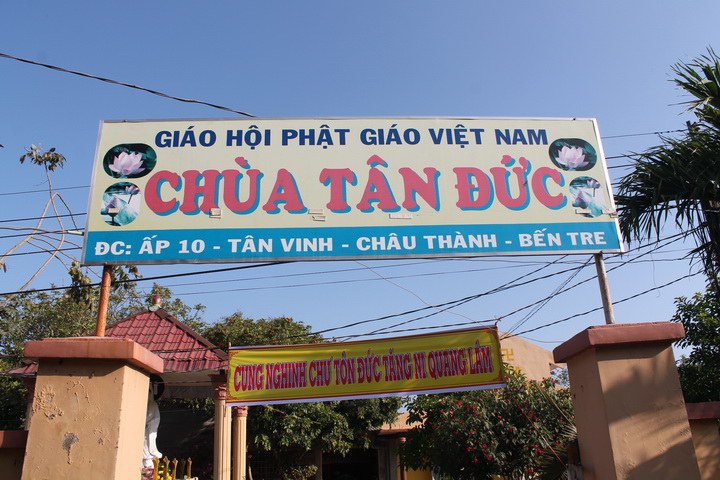 GIÁO HỘI PHẬT GIÁO VIỆT NAM
CHÙA TÂN ĐỨC
ĐC: ẤP 10 - TÂN VINH - CHÂU THÀNH - BẾN TRE
CUNG NGHINH CHƯ TÔN ĐỨC TĂNG NI QUANG LÂM